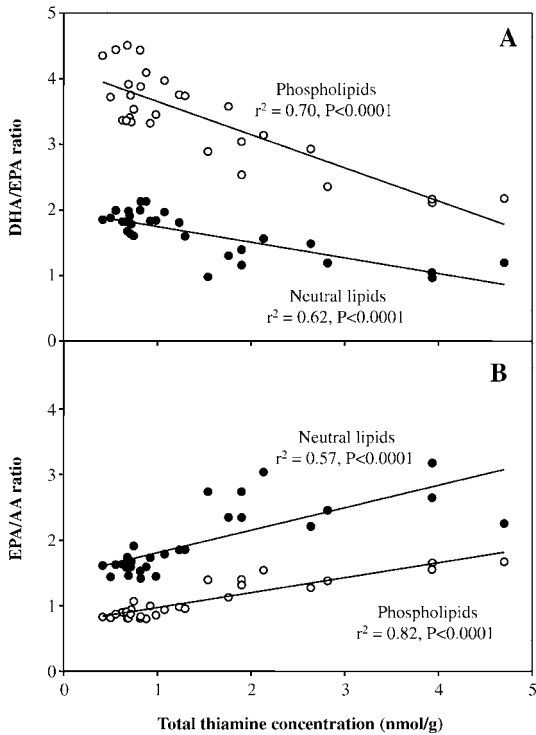 5
A
4
Phospholipids
r² = 0.70, P<0.0001
3
DHA/EPA ratio
2
1
Neutral lipids
r² = 0.62, P<0.0001
0
B
4
Neutral lipids
r² = 0.57, P<0.0001
3
EPA/AA ratio
2
1
Phospholipids
r² = 0.82, P<0.0001
0
0 1 2 3 4 5
Total thiamine concentration (nmol/g)